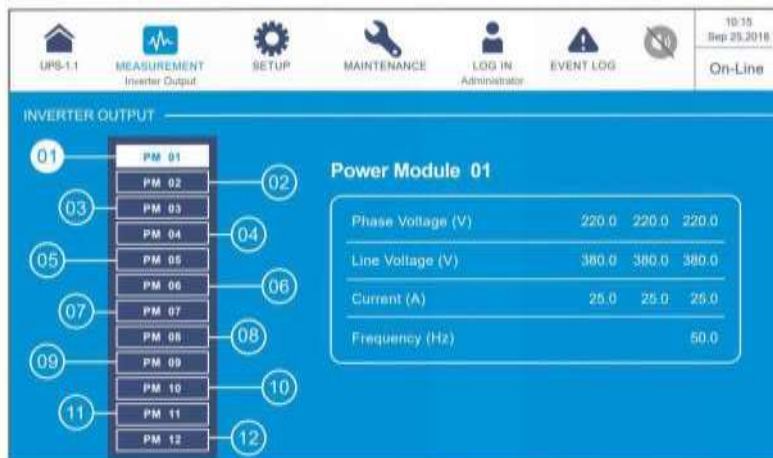 UPS-1.1
MEASUREMENT
Inverter Output
SETUP
MAINTENANCE
LOG IN
Administrator
EVENT LOG
10:15
Sep 25,2018
On-Line
INVERTER OUTPUT
01 PM 01
PM 02 02
03 PM 03
PM 04 04
05 PM 05
PM 06 06
07 PM 07
PM 08 08
09 PM 09
PM 10 10
11 PM 11
PM 12 12
Power Module 01
Phase Voltage (V) 220.0 220.0 220.0
Line Voltage (V) 380.0 380.0 380.0
Current (A) 25.0 25.0 25.0
Frequency (Hz) 50.0